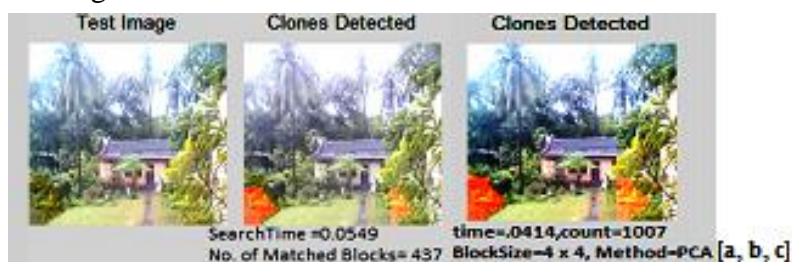 Test Image Clones Detected Clones Detected
SearchTime =0.0549 time=.0414,count=1007
No. of Matched Blocks= 437 BlockSize=4 x 4, Method=PCA [a, b, c]